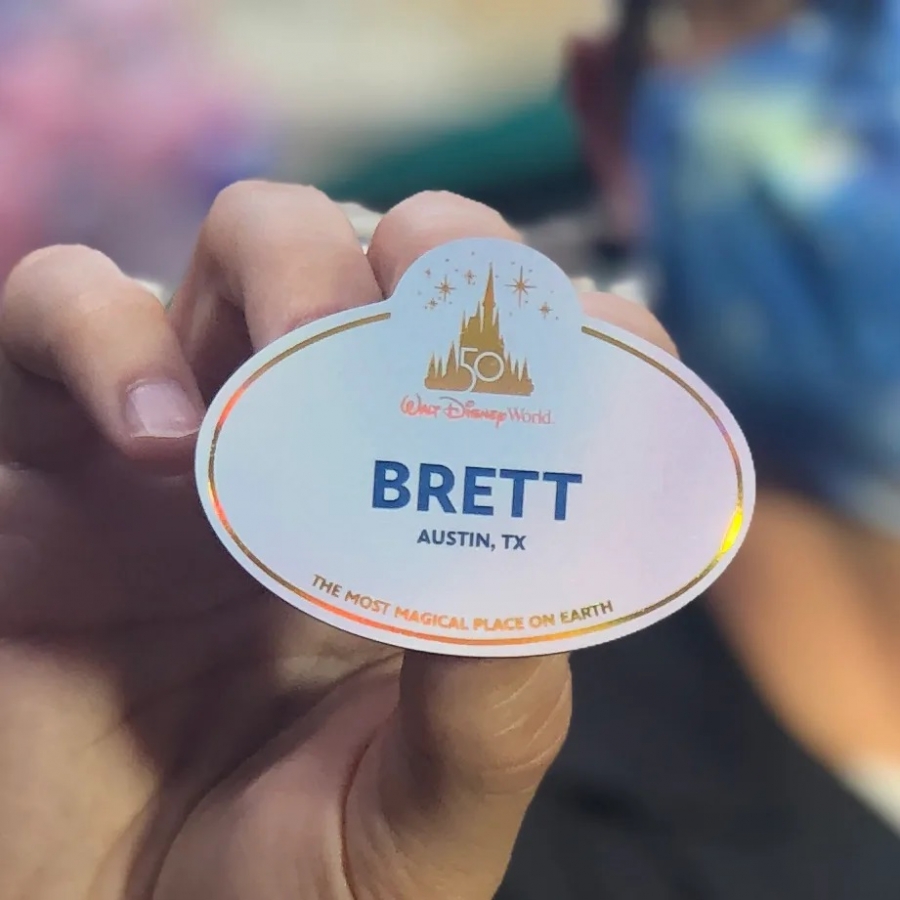 50
Walt Disney World
BRETT
AUSTIN, TX
THE MOST MAGICAL PLACE ON EARTH